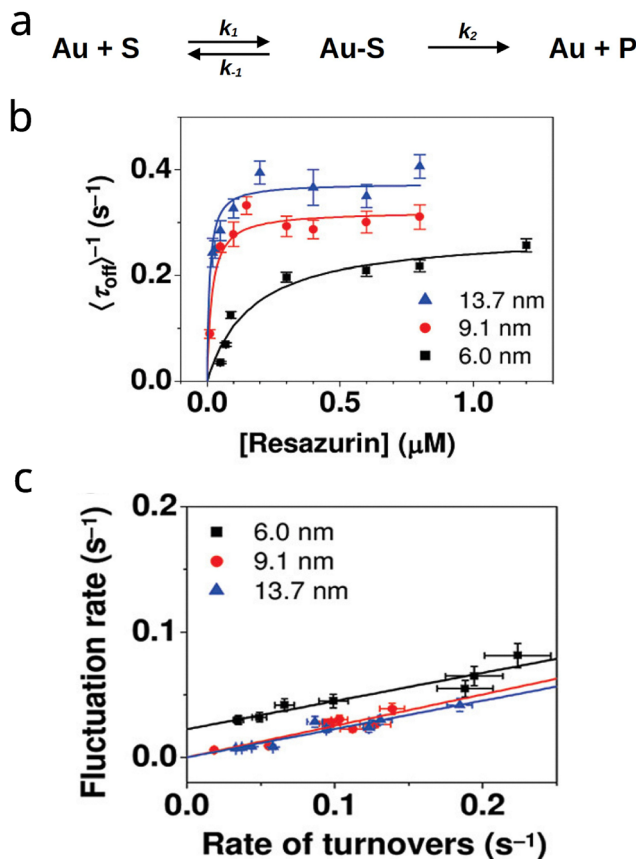 a
Au + S k₁ Au-S k₂ Au + P
k₋₁
b
⟨τoff⟩⁻¹ (s⁻¹)
0.4
0.2
0.0
13.7 nm
9.1 nm
6.0 nm
0.0 0.5 1.0
[Resazurin] (μM)
c
Fluctuation rate (s⁻¹)
0.2
0.1
0.0
6.0 nm
9.1 nm
13.7 nm
0.0 0.1 0.2
Rate of turnovers (s⁻¹)